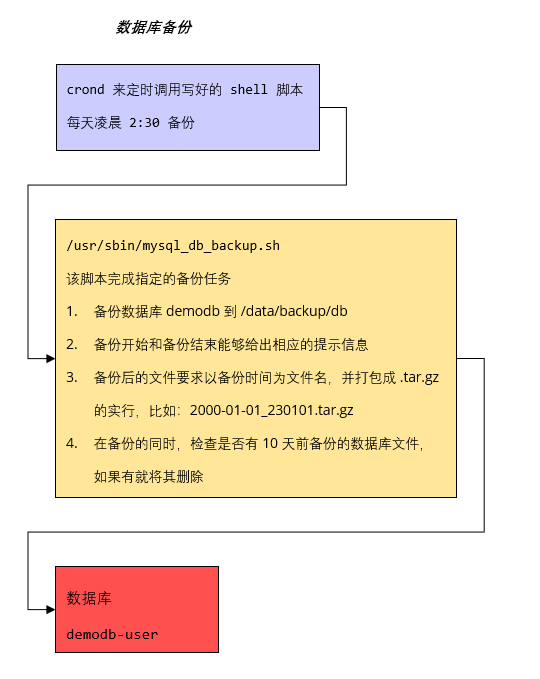 数据库备份
crond 来定时调用写好的 shell 脚本
每天凌晨 2:30 备份
/usr/sbin/mysql_db_backup.sh
该脚本完成指定的备份任务
1. 备份数据库 demodb 到 /data/backup/db
2. 备份开始和备份结束能够给出相应的提示信息
3. 备份后的文件要求以备份时间为文件名，并打包成 .tar.gz
的实行，比如：2000-01-01_230101.tar.gz
4. 在备份的同时，检查是否有 10 天前备份的数据库文件，
如果有就将其删除
数据库
demodb-user